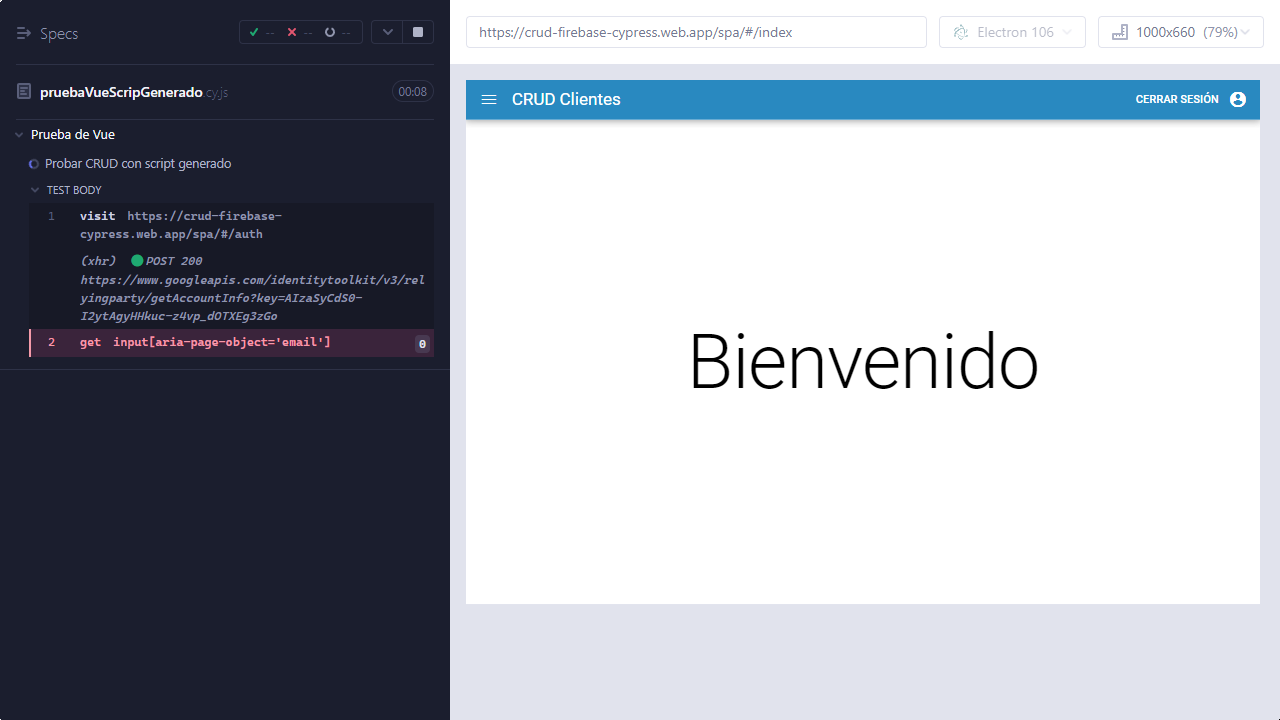 Specs
-- -- --
pruebaVueScripGenerado.cy.js 00:08
Prueba de Vue
Probar CRUD con script generado
TEST BODY
1 visit https://crud-firebase-
cypress.web.app/spa/#/auth
(xhr) POST 200
https://www.googleapis.com/identitytoolkit/v3/rel
yingparty/getAccountInfo?key=AIzaSyCdS0-
I2ytAgyHHkuc-z4vp_dOTXEg3zGo
2 get input[aria-page-object='email'] 0
https://crud-firebase-cypress.web.app/spa/#/index
Electron 106
1000x660 (79%)
CRUD Clientes
CERRAR SESIÓN
Bienvenido